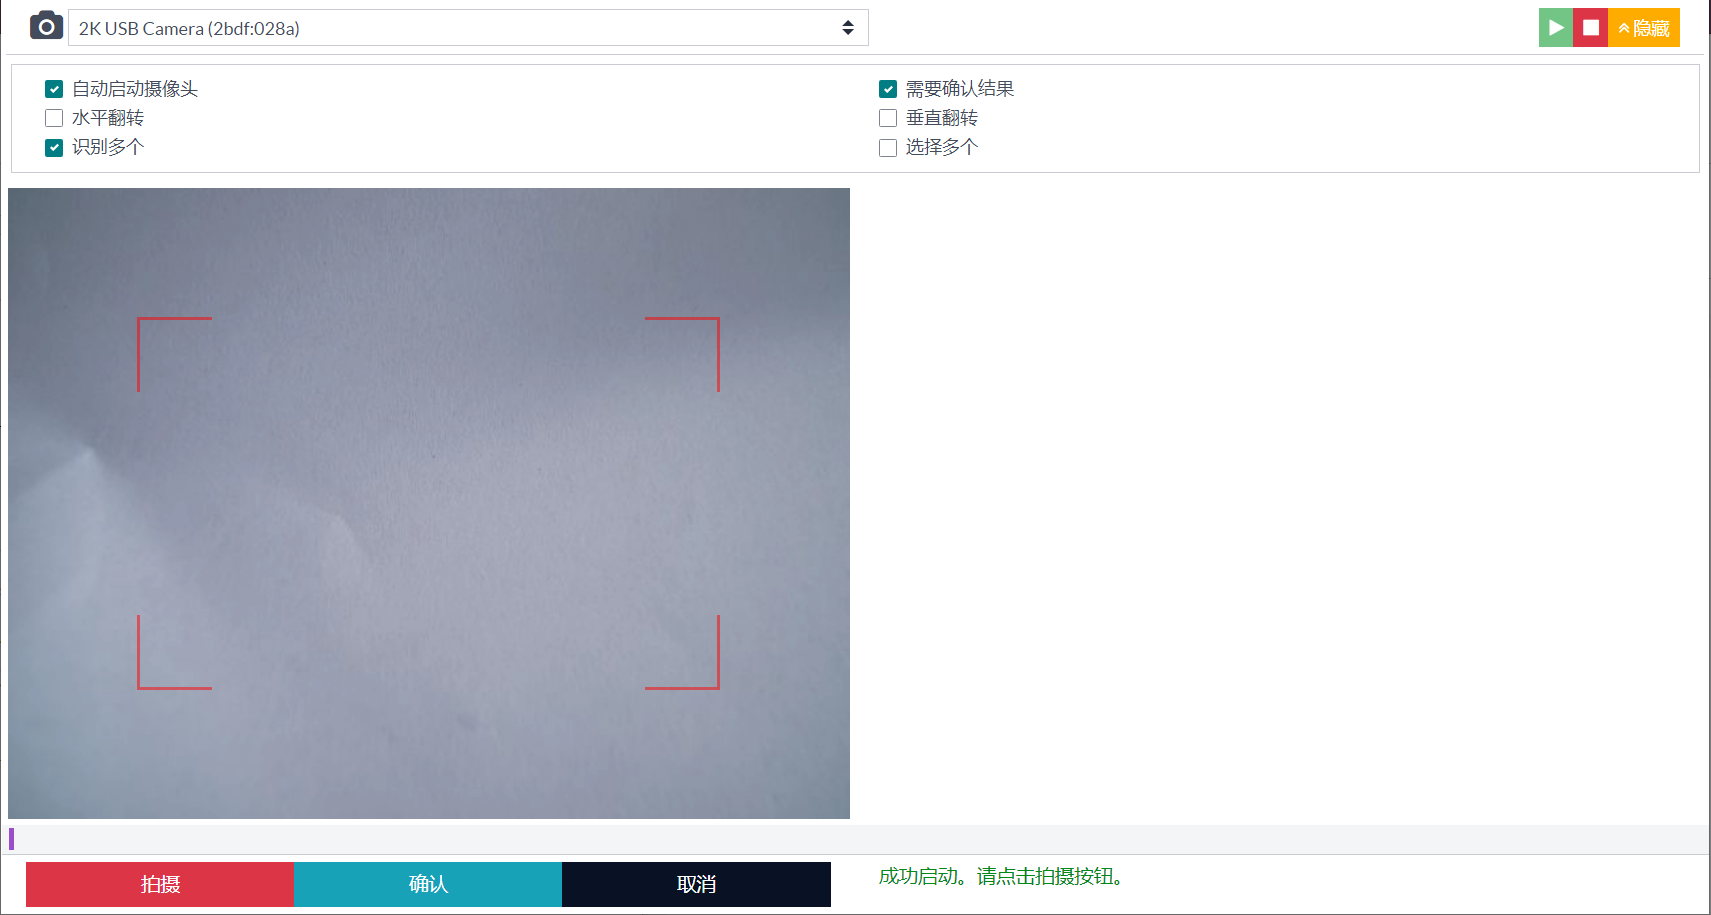 2K USB Camera (2bdf:028a)
隐藏
自动启动摄像头
需要确认结果
水平翻转
垂直翻转
识别多个
选择多个
拍摄
确认
取消
成功启动。请点击拍摄按钮。